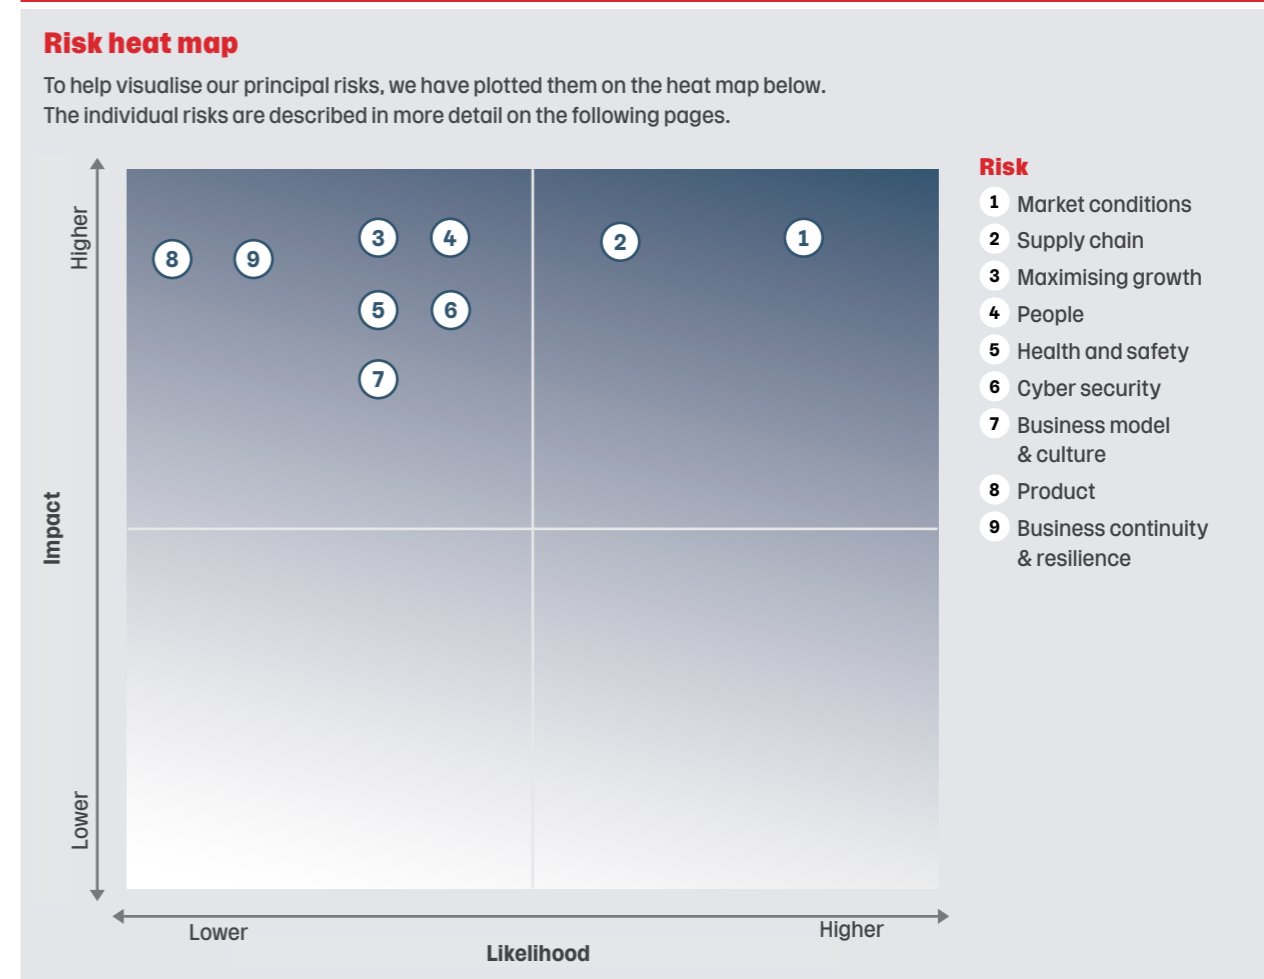 Risk heat map
To help visualise our principal risks, we have plotted them on the heat map below.
The individual risks are described in more detail on the following pages.
Higher
Impact
Lower
3
4
2
1
8
9
5
6
7
Lower
Higher
Likelihood
Risk
1 Market conditions
2 Supply chain
3 Maximising growth
4 People
5 Health and safety
6 Cyber security
7 Business model
& culture
8 Product
9 Business continuity
& resilience